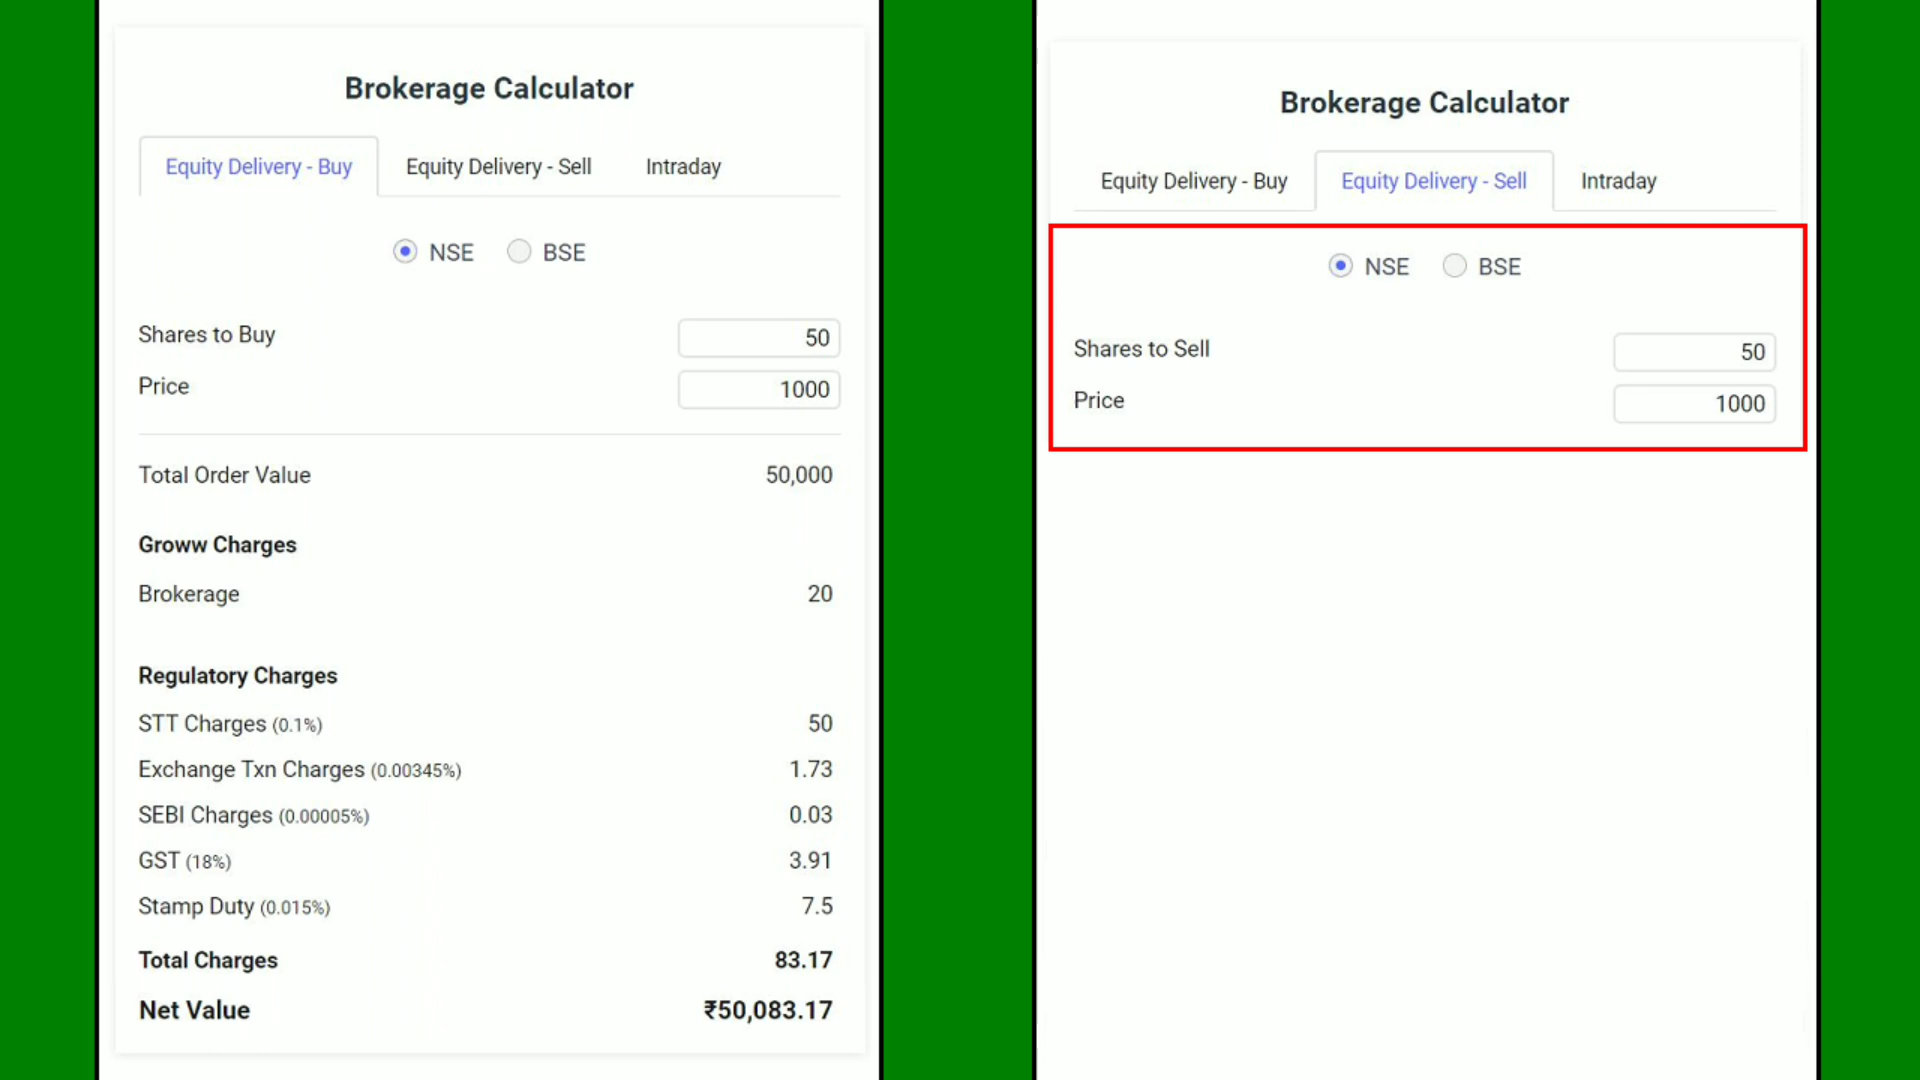 Brokerage Calculator
Equity Delivery - Buy Equity Delivery - Sell Intraday
NSE BSE
Shares to Buy 50
Price 1000
Total Order Value 50,000
Groww Charges
Brokerage 20
Regulatory Charges
STT Charges (0.1%) 50
Exchange Txn Charges (0.00345%) 1.73
SEBI Charges (0.00005%) 0.03
GST (18%) 3.91
Stamp Duty (0.015%) 7.5
Total Charges 83.17
Net Value ₹50,083.17
Brokerage Calculator
Equity Delivery - Buy Equity Delivery - Sell Intraday
NSE BSE
Shares to Sell 50
Price 1000